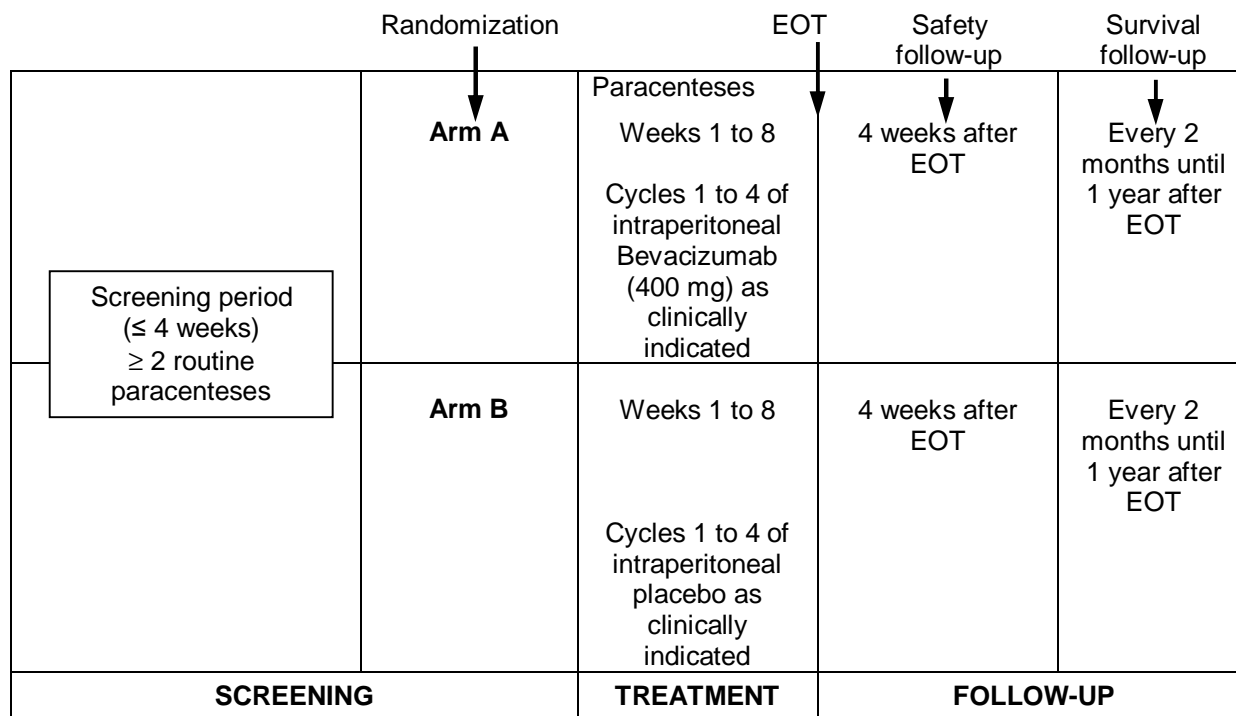 Randomization
EOT
Safety
follow-up
Survival
follow-up
Paracenteses
Arm A
Weeks 1 to 8
Cycles 1 to 4 of
intraperitoneal
Bevacizumab
(400 mg) as
clinically
indicated
4 weeks after
EOT
Every 2
months until
1 year after
EOT
Screening period
(≤ 4 weeks)
≥ 2 routine
paracenteses
Arm B
Weeks 1 to 8
Cycles 1 to 4 of
intraperitoneal
placebo as
clinically
indicated
4 weeks after
EOT
Every 2
months until
1 year after
EOT
SCREENING
TREATMENT
FOLLOW-UP